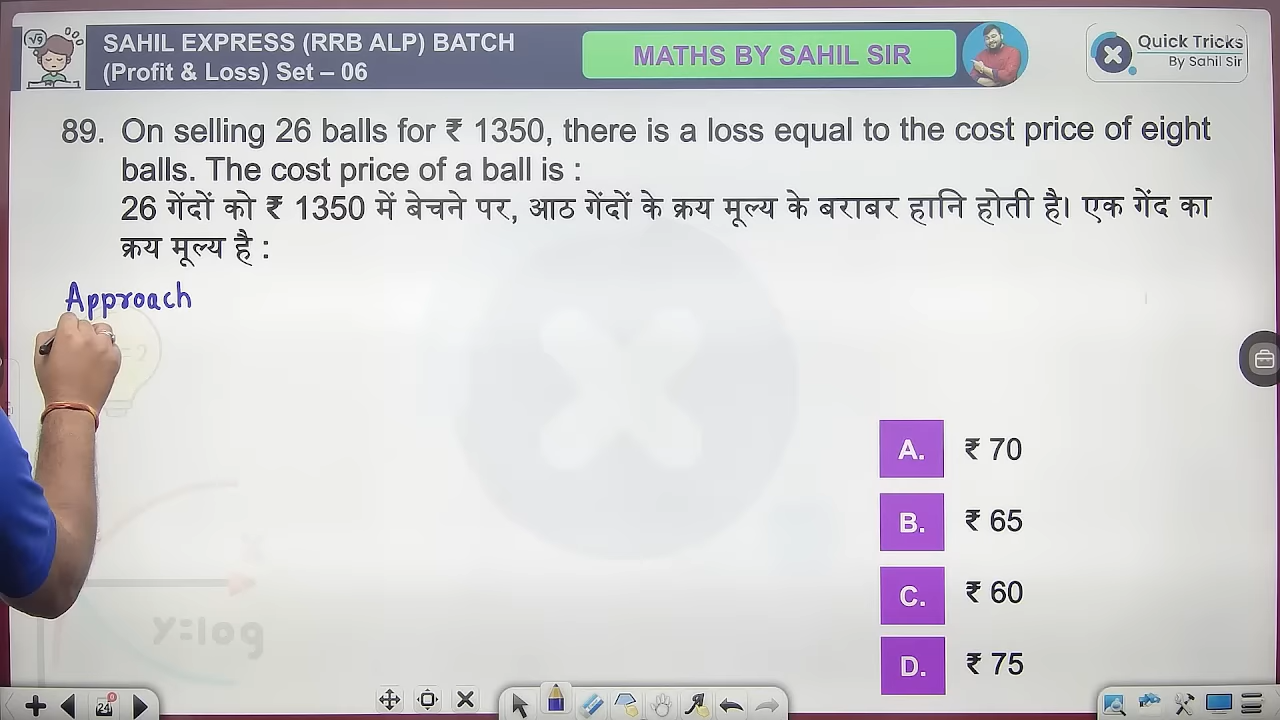 SAHIL EXPRESS (RRB ALP) BATCH
(Profit & Loss) Set – 06
MATHS BY SAHIL SIR
Quick Tricks
By Sahil Sir
89. On selling 26 balls for ₹ 1350, there is a loss equal to the cost price of eight
balls. The cost price of a ball is :
26 गेंदों को ₹ 1350 में बेचने पर, आठ गेंदों के क्रय मूल्य के बराबर हानि होती है। एक गेंद का
क्रय मूल्य है :
Approach
A. ₹ 70
B. ₹ 65
C. ₹ 60
D. ₹ 75
y=log
24